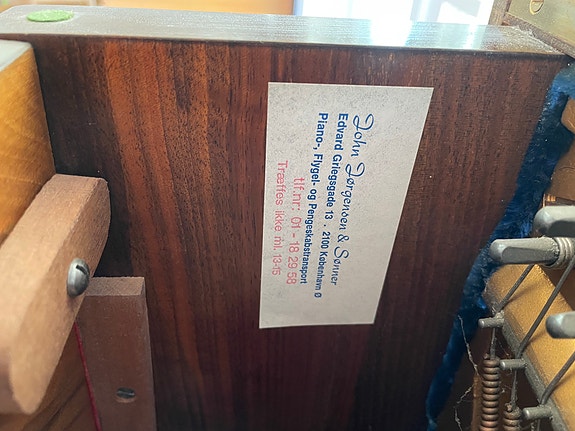 John Jørgensen & Sønner
Edvard Griegsgade 13 · 2100 København Ø
Piano-, Flygel- og Pengeskabstransport
tlf.nr: 01 - 18 29 58
Træffes ikke ml. 13-15